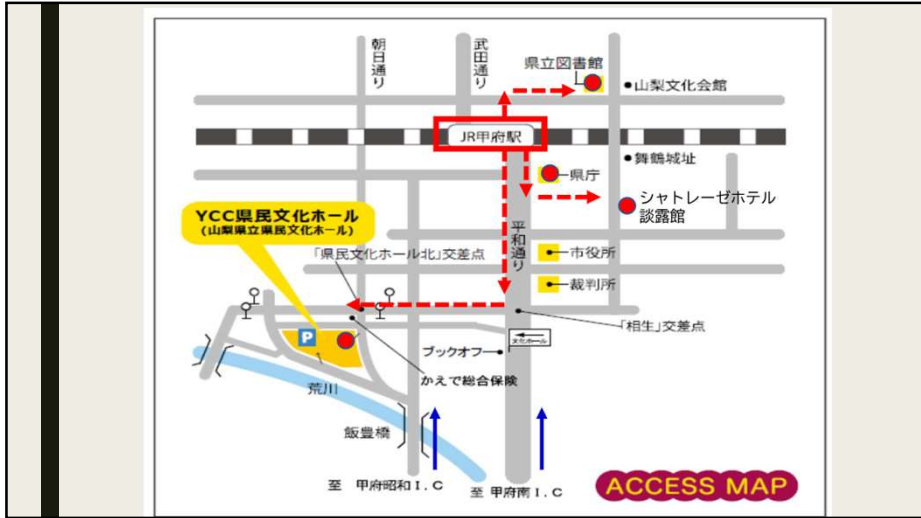 朝日通り
武田通り
県立図書館
山梨文化会館
JR甲府駅
舞鶴城址
県庁
シャトレーゼホテル
談露館
YCC県民文化ホール
(山梨県立県民文化ホール)
平和通り
市役所
「県民文化ホール北」交差点
裁判所
「相生」交差点
P
文化ホール
ブックオフ
かえで総合保険
荒川
飯豊橋
至 甲府昭和I.C
至 甲府南I.C
ACCESS MAP